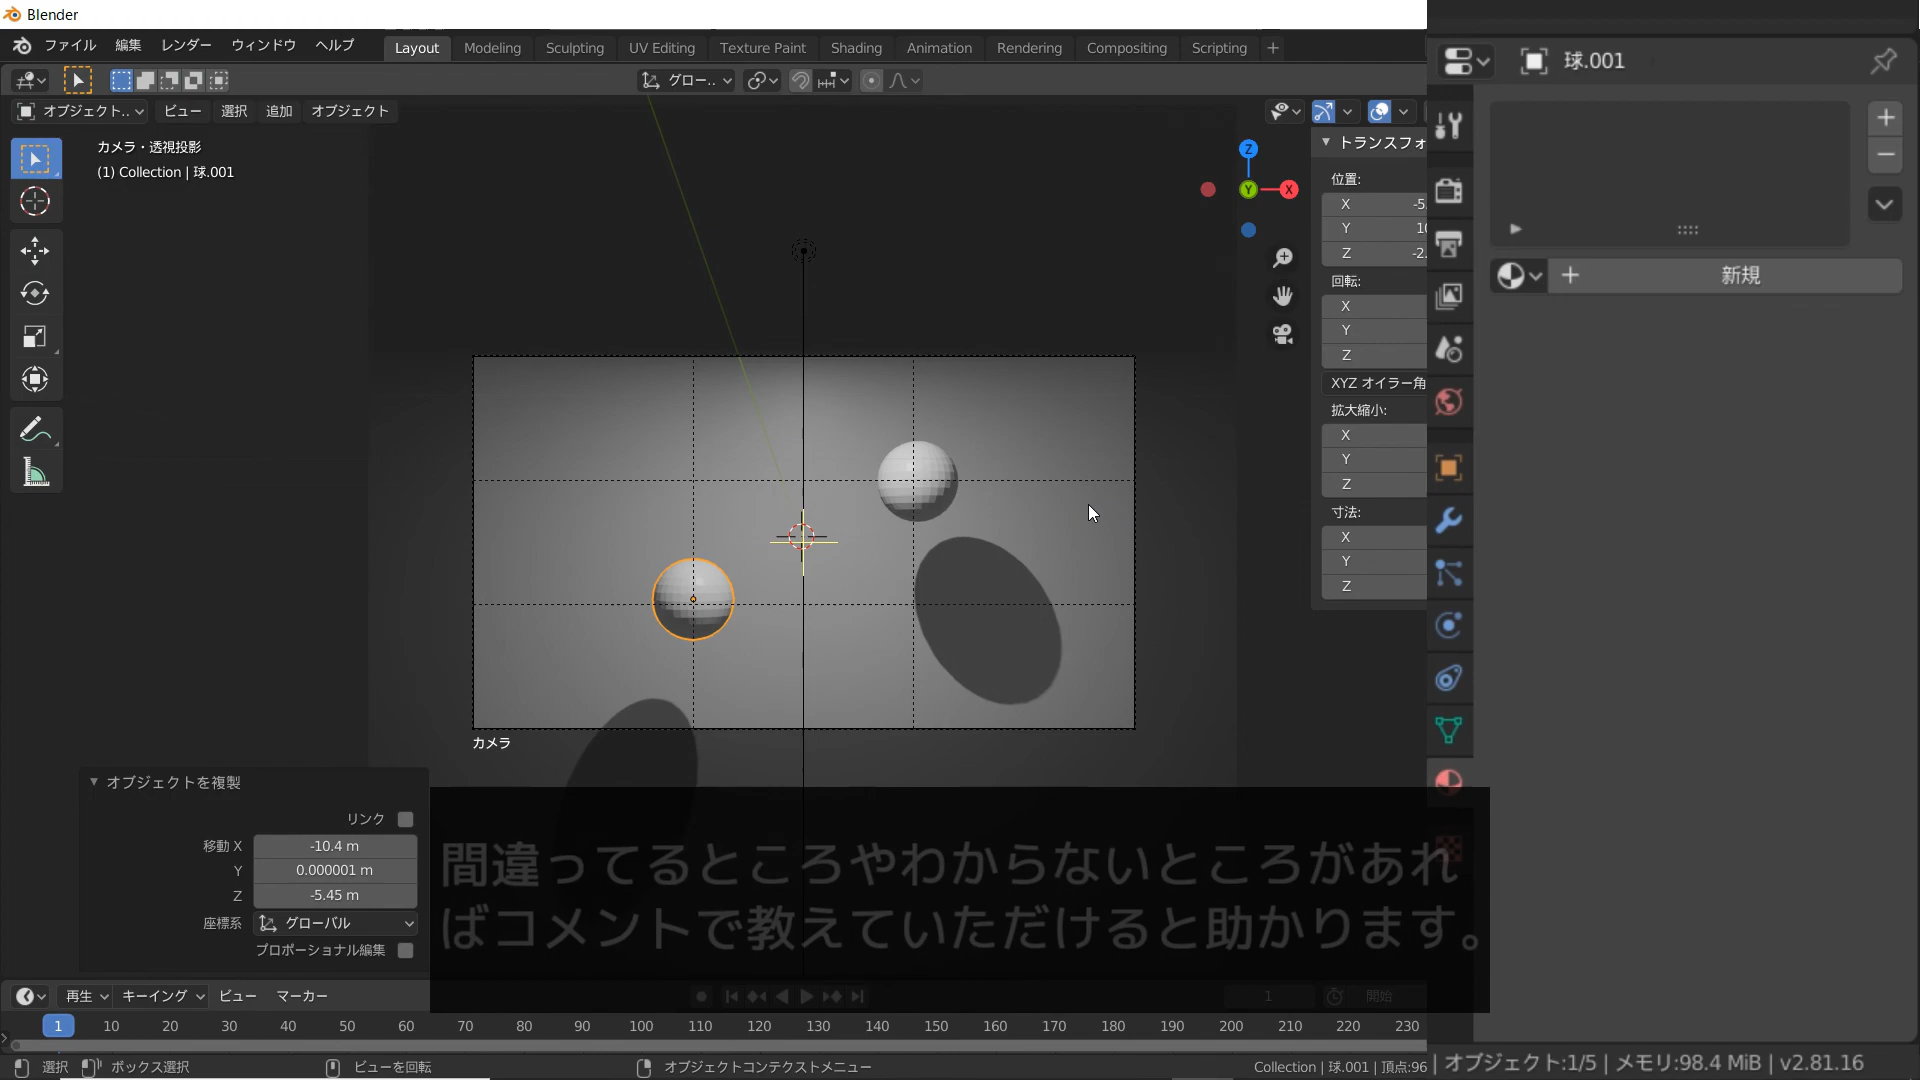 Blender
ファイル 編集 レンダー ウィンドウ ヘルプ Layout Modeling Sculpting UV Editing Texture Paint Shading Animation Rendering Compositing Scripting +
球.001
グロー..
オブジェクト.. ビュー 選択 追加 オブジェクト
カメラ・透視投影
(1) Collection | 球.001
Z
Y
X
トランスフォ
位置:
X -5.
Y 10
Z -2.
回転:
X
Y
Z
XYZ オイラー角
拡大縮小:
X
Y
Z
寸法:
X
Y
Z
新規
カメラ
オブジェクトを複製
リンク
移動 X -10.4 m
Y 0.000001 m
Z -5.45 m
座標系 グローバル
プロポーショナル編集
間違ってるところやわからないところがあれ
ばコメントで教えていただけると助かります。
再生 キーイング ビュー マーカー 1 開始
1 10 20 30 40 50 60 70 80 90 100 110 120 130 140 150 160 170 180 190 200 210 220 230
選択 ボックス選択 ビューを回転 オブジェクトコンテクストメニュー Collection | 球.001 | 頂点:96 | オブジェクト:1/5 | メモリ:98.4 MiB | v2.81.16